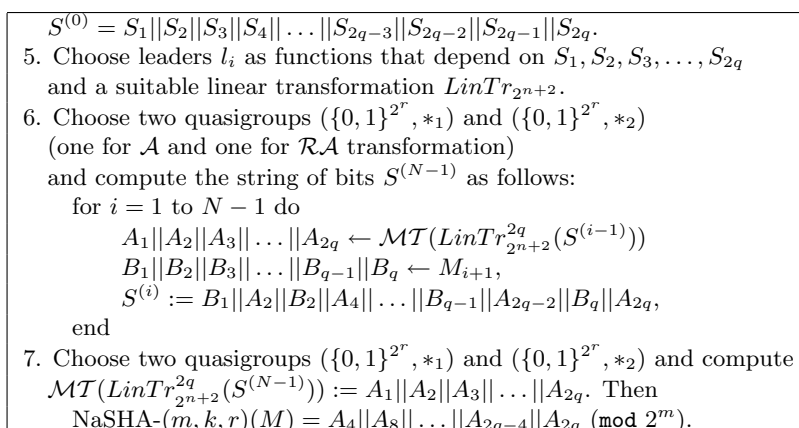 S^{(0)} = S_1||S_2||S_3||S_4|| … ||S_{2q−3}||S_{2q−2}||S_{2q−1}||S_{2q}.
5. Choose leaders l_i as functions that depend on S_1, S_2, S_3, …, S_{2q}
and a suitable linear transformation LinTr_{2^{n+2}}.
6. Choose two quasigroups ({0, 1}^{2^r}, ∗_1) and ({0, 1}^{2^r}, ∗_2)
(one for 𝒜 and one for ℛ𝒜 transformation)
and compute the string of bits S^{(N−1)} as follows:
for i = 1 to N − 1 do
A_1||A_2||A_3|| … ||A_{2q} ← ℳ𝒯(LinTr^{2q}_{2^{n+2}}(S^{(i−1)}))
B_1||B_2||B_3|| … ||B_{q−1}||B_q ← M_{i+1},
S^{(i)} := B_1||A_2||B_2||A_4|| … ||B_{q−1}||A_{2q−2}||B_q||A_{2q},
end
7. Choose two quasigroups ({0, 1}^{2^r}, ∗_1) and ({0, 1}^{2^r}, ∗_2) and compute
ℳ𝒯(LinTr^{2q}_{2^{n+2}}(S^{(N−1)})) := A_1||A_2||A_3|| … ||A_{2q}. Then
NaSHA-(m, k, r)(M) = A_4||A_8|| … ||A_{2q−4}||A_{2q} (mod 2^m).